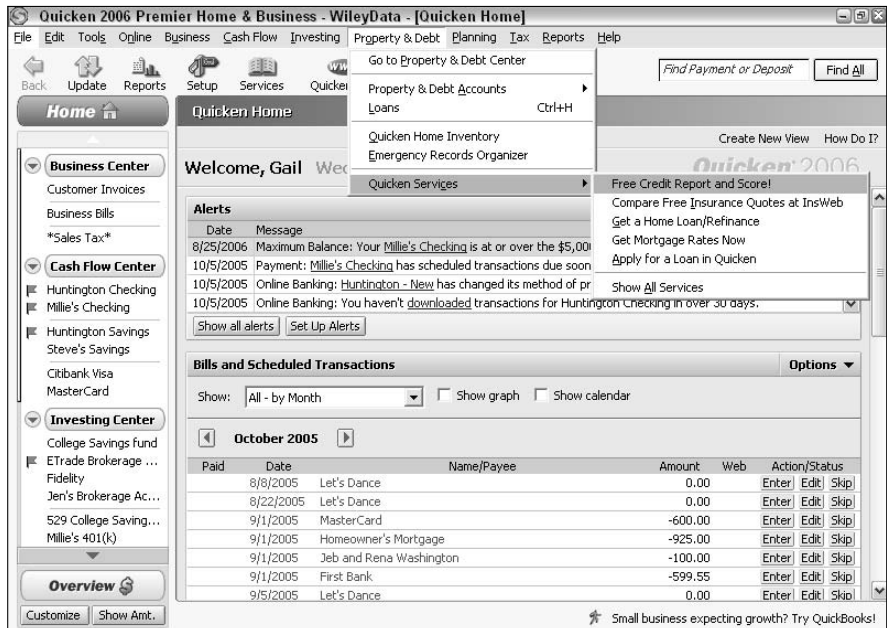 Quicken 2006 Premier Home & Business - WileyData - [Quicken Home]
File Edit Tools Online Business Cash Flow Investing Property & Debt Planning Tax Reports Help
Back Update Reports Setup Services Quicken
Find Payment or Deposit Find All
Go to Property & Debt Center
Property & Debt Accounts
Loans Ctrl+H
Quicken Home Inventory
Emergency Records Organizer
Quicken Services
Free Credit Report and Score!
Compare Free Insurance Quotes at InsWeb
Get a Home Loan/Refinance
Get Mortgage Rates Now
Apply for a Loan in Quicken
Show All Services
Home
Business Center
Customer Invoices
Business Bills
*Sales Tax*
Cash Flow Center
Huntington Checking
Millie's Checking
Huntington Savings
Steve's Savings
Citibank Visa
MasterCard
Investing Center
College Savings fund
ETrade Brokerage ...
Fidelity
Jen's Brokerage Ac...
529 College Saving...
Millie's 401(k)
Overview
Customize Show Amt.
Quicken Home
Create New View How Do I?
Welcome, Gail
Quicken 2006
Alerts
Date Message
8/25/2006 Maximum Balance: Your Millie's Checking is at or over the $5,00
10/5/2005 Payment: Millie's Checking has scheduled transactions due soon
10/5/2005 Online Banking: Huntington - New has changed its method of pr
10/5/2005 Online Banking: You haven't downloaded transactions for Huntington Checking in over 30 days.
Show all alerts Set Up Alerts
Bills and Scheduled Transactions Options
Show: All - by Month Show graph Show calendar
October 2005
Paid Date Name/Payee Amount Web Action/Status
8/8/2005 Let's Dance 0.00 Enter Edit Skip
8/22/2005 Let's Dance 0.00 Enter Edit Skip
9/1/2005 MasterCard -600.00 Enter Edit Skip
9/1/2005 Homeowner's Mortgage -925.00 Enter Edit Skip
9/1/2005 Jeb and Rena Washington -100.00 Enter Edit Skip
9/1/2005 First Bank -599.55 Enter Edit Skip
9/5/2005 Let's Dance 0.00 Enter Edit Skip
Small business expecting growth? Try QuickBooks!